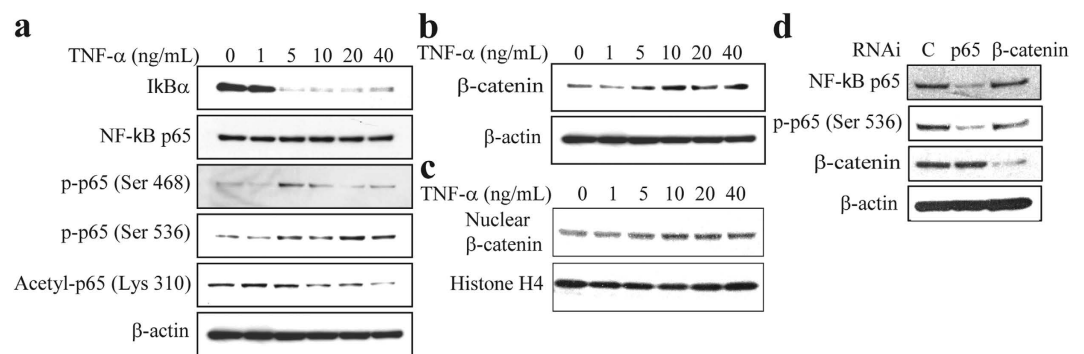 a
TNF-α (ng/mL) 0 1 5 10 20 40
IkBα
NF-kB p65
p-p65 (Ser 468)
p-p65 (Ser 536)
Acetyl-p65 (Lys 310)
β-actin
b
TNF-α (ng/mL) 0 1 5 10 20 40
β-catenin
β-actin
c
TNF-α (ng/mL) 0 1 5 10 20 40
Nuclear
β-catenin
Histone H4
d
RNAi C p65 β-catenin
NF-kB p65
p-p65 (Ser 536)
β-catenin
β-actin